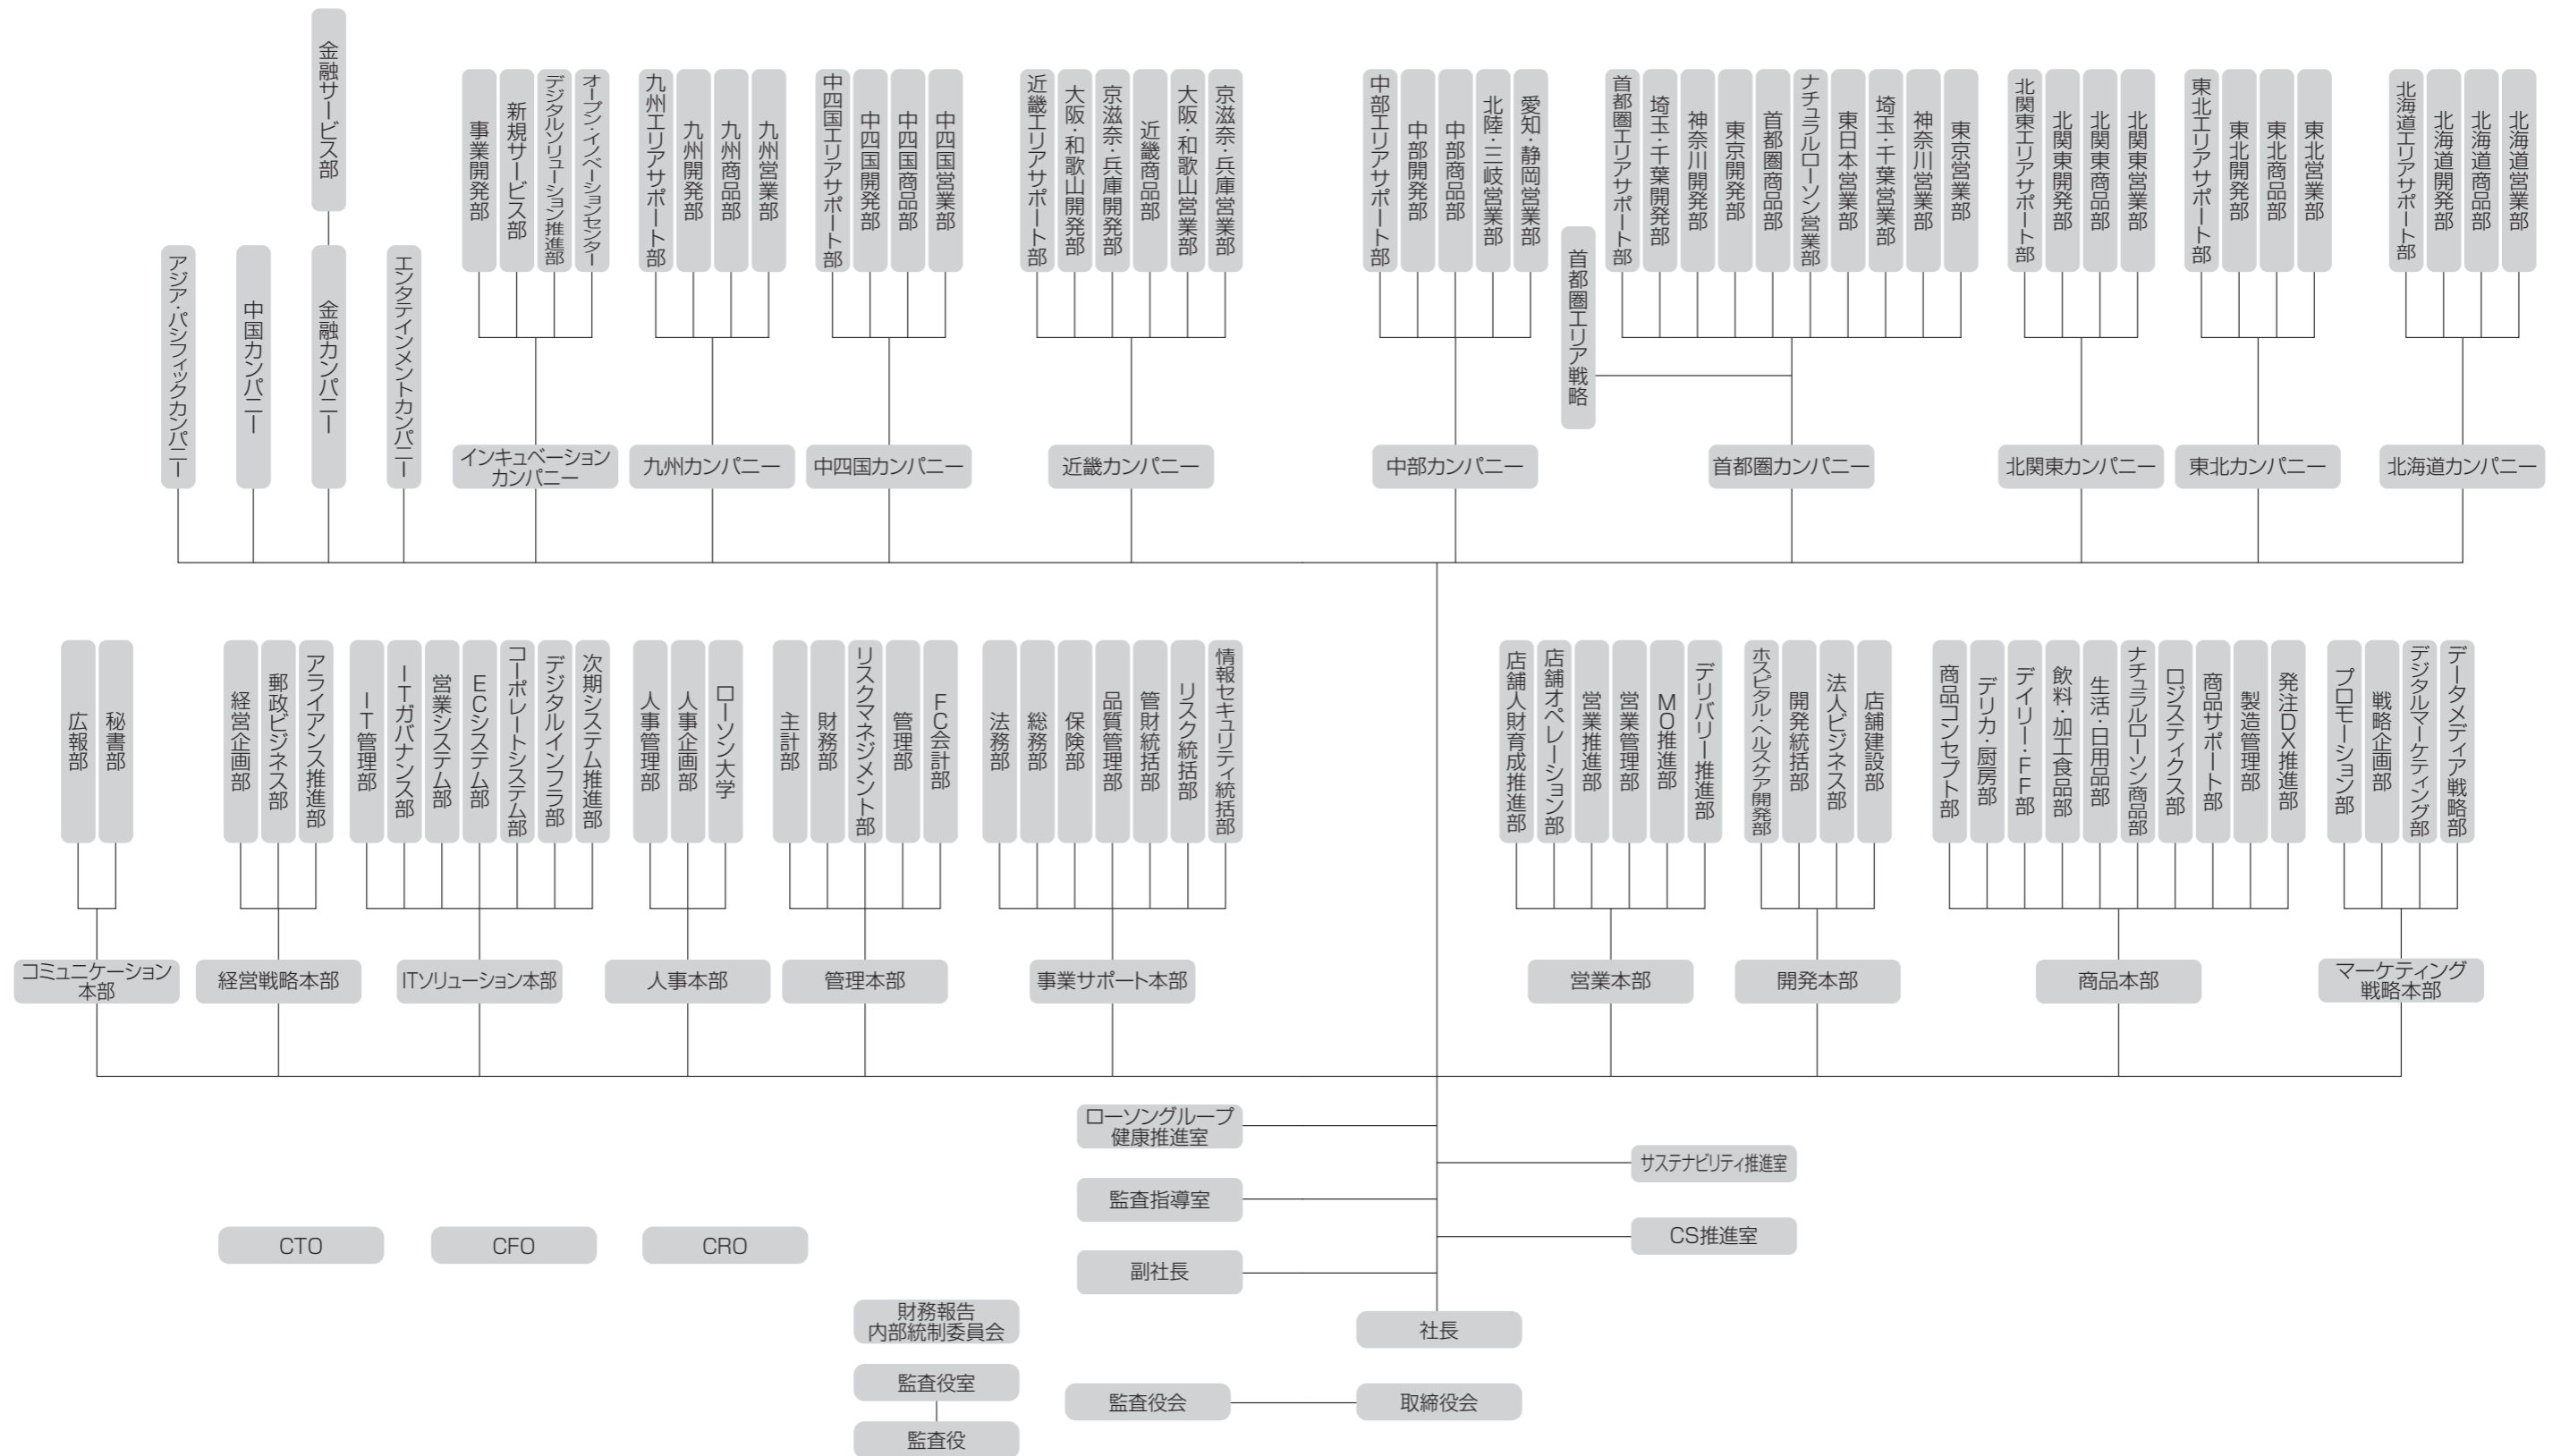 金融サービス部
事業開発部
新規サービス部
デジタルソリューション推進部
オープン・イノベーションセンター
九州エリアサポート部
九州開発部
九州商品部
九州営業部
中四国エリアサポート部
中四国開発部
中四国商品部
中四国営業部
近畿エリアサポート部
大阪・和歌山開発部
京滋奈・兵庫開発部
近畿商品部
大阪・和歌山営業部
京滋奈・兵庫営業部
中部エリアサポート部
中部開発部
中部商品部
北陸・三岐営業部
愛知・静岡営業部
首都圏エリアサポート部
埼玉・千葉開発部
神奈川開発部
東京開発部
首都圏商品部
ナチュラルローソン営業部
東日本営業部
埼玉・千葉営業部
神奈川営業部
東京営業部
北関東エリアサポート部
北関東開発部
北関東商品部
北関東営業部
東北エリアサポート部
東北開発部
東北商品部
東北営業部
北海道エリアサポート部
北海道開発部
北海道商品部
北海道営業部
首都圏エリア戦略
アジア・パシフィックカンパニー
中国カンパニー
金融カンパニー
エンタテインメントカンパニー
インキュベーション
カンパニー
九州カンパニー
中四国カンパニー
近畿カンパニー
中部カンパニー
首都圏カンパニー
北関東カンパニー
東北カンパニー
北海道カンパニー
広報部
秘書部
経営企画部
郵政ビジネス部
アライアンス推進部
IT管理部
ITガバナンス部
営業システム部
ECシステム部
コーポレートシステム部
デジタルインフラ部
次期システム推進部
人事管理部
人事企画部
ローソン大学
主計部
財務部
リスクマネジメント部
管理部
FC会計部
法務部
総務部
保険部
品質管理部
管財統括部
リスク統括部
情報セキュリティ統括部
店舗人財育成推進部
店舗オペレーション部
営業推進部
営業管理部
MO推進部
デリバリー推進部
ホスピタル・ヘルスケア開発部
開発統括部
法人ビジネス部
店舗建設部
商品コンセプト部
デリカ・厨房部
デイリー・FF部
飲料・加工食品部
生活・日用品部
ナチュラルローソン商品部
ロジスティクス部
商品サポート部
製造管理部
発注DX推進部
プロモーション部
戦略企画部
デジタルマーケティング部
データメディア戦略部
コミュニケーション
本部
経営戦略本部
ITソリューション本部
人事本部
管理本部
事業サポート本部
営業本部
開発本部
商品本部
マーケティング
戦略本部
ローソングループ
健康推進室
サステナビリティ推進室
監査指導室
CS推進室
CTO
CFO
CRO
副社長
財務報告
内部統制委員会
社長
監査役室
監査役会
取締役会
監査役